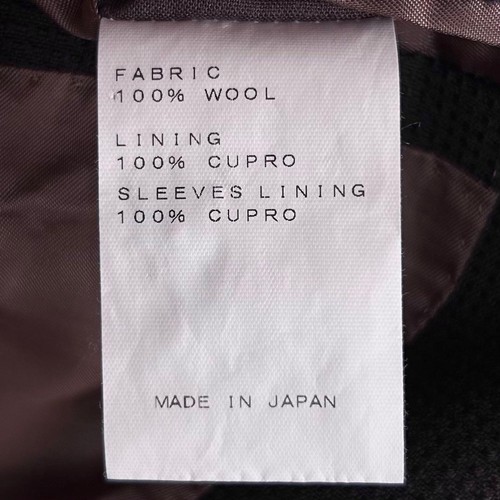 FABRIC
100% WOOL
LINING
100% CUPRO
SLEEVES LINING
100% CUPRO
MADE IN JAPAN